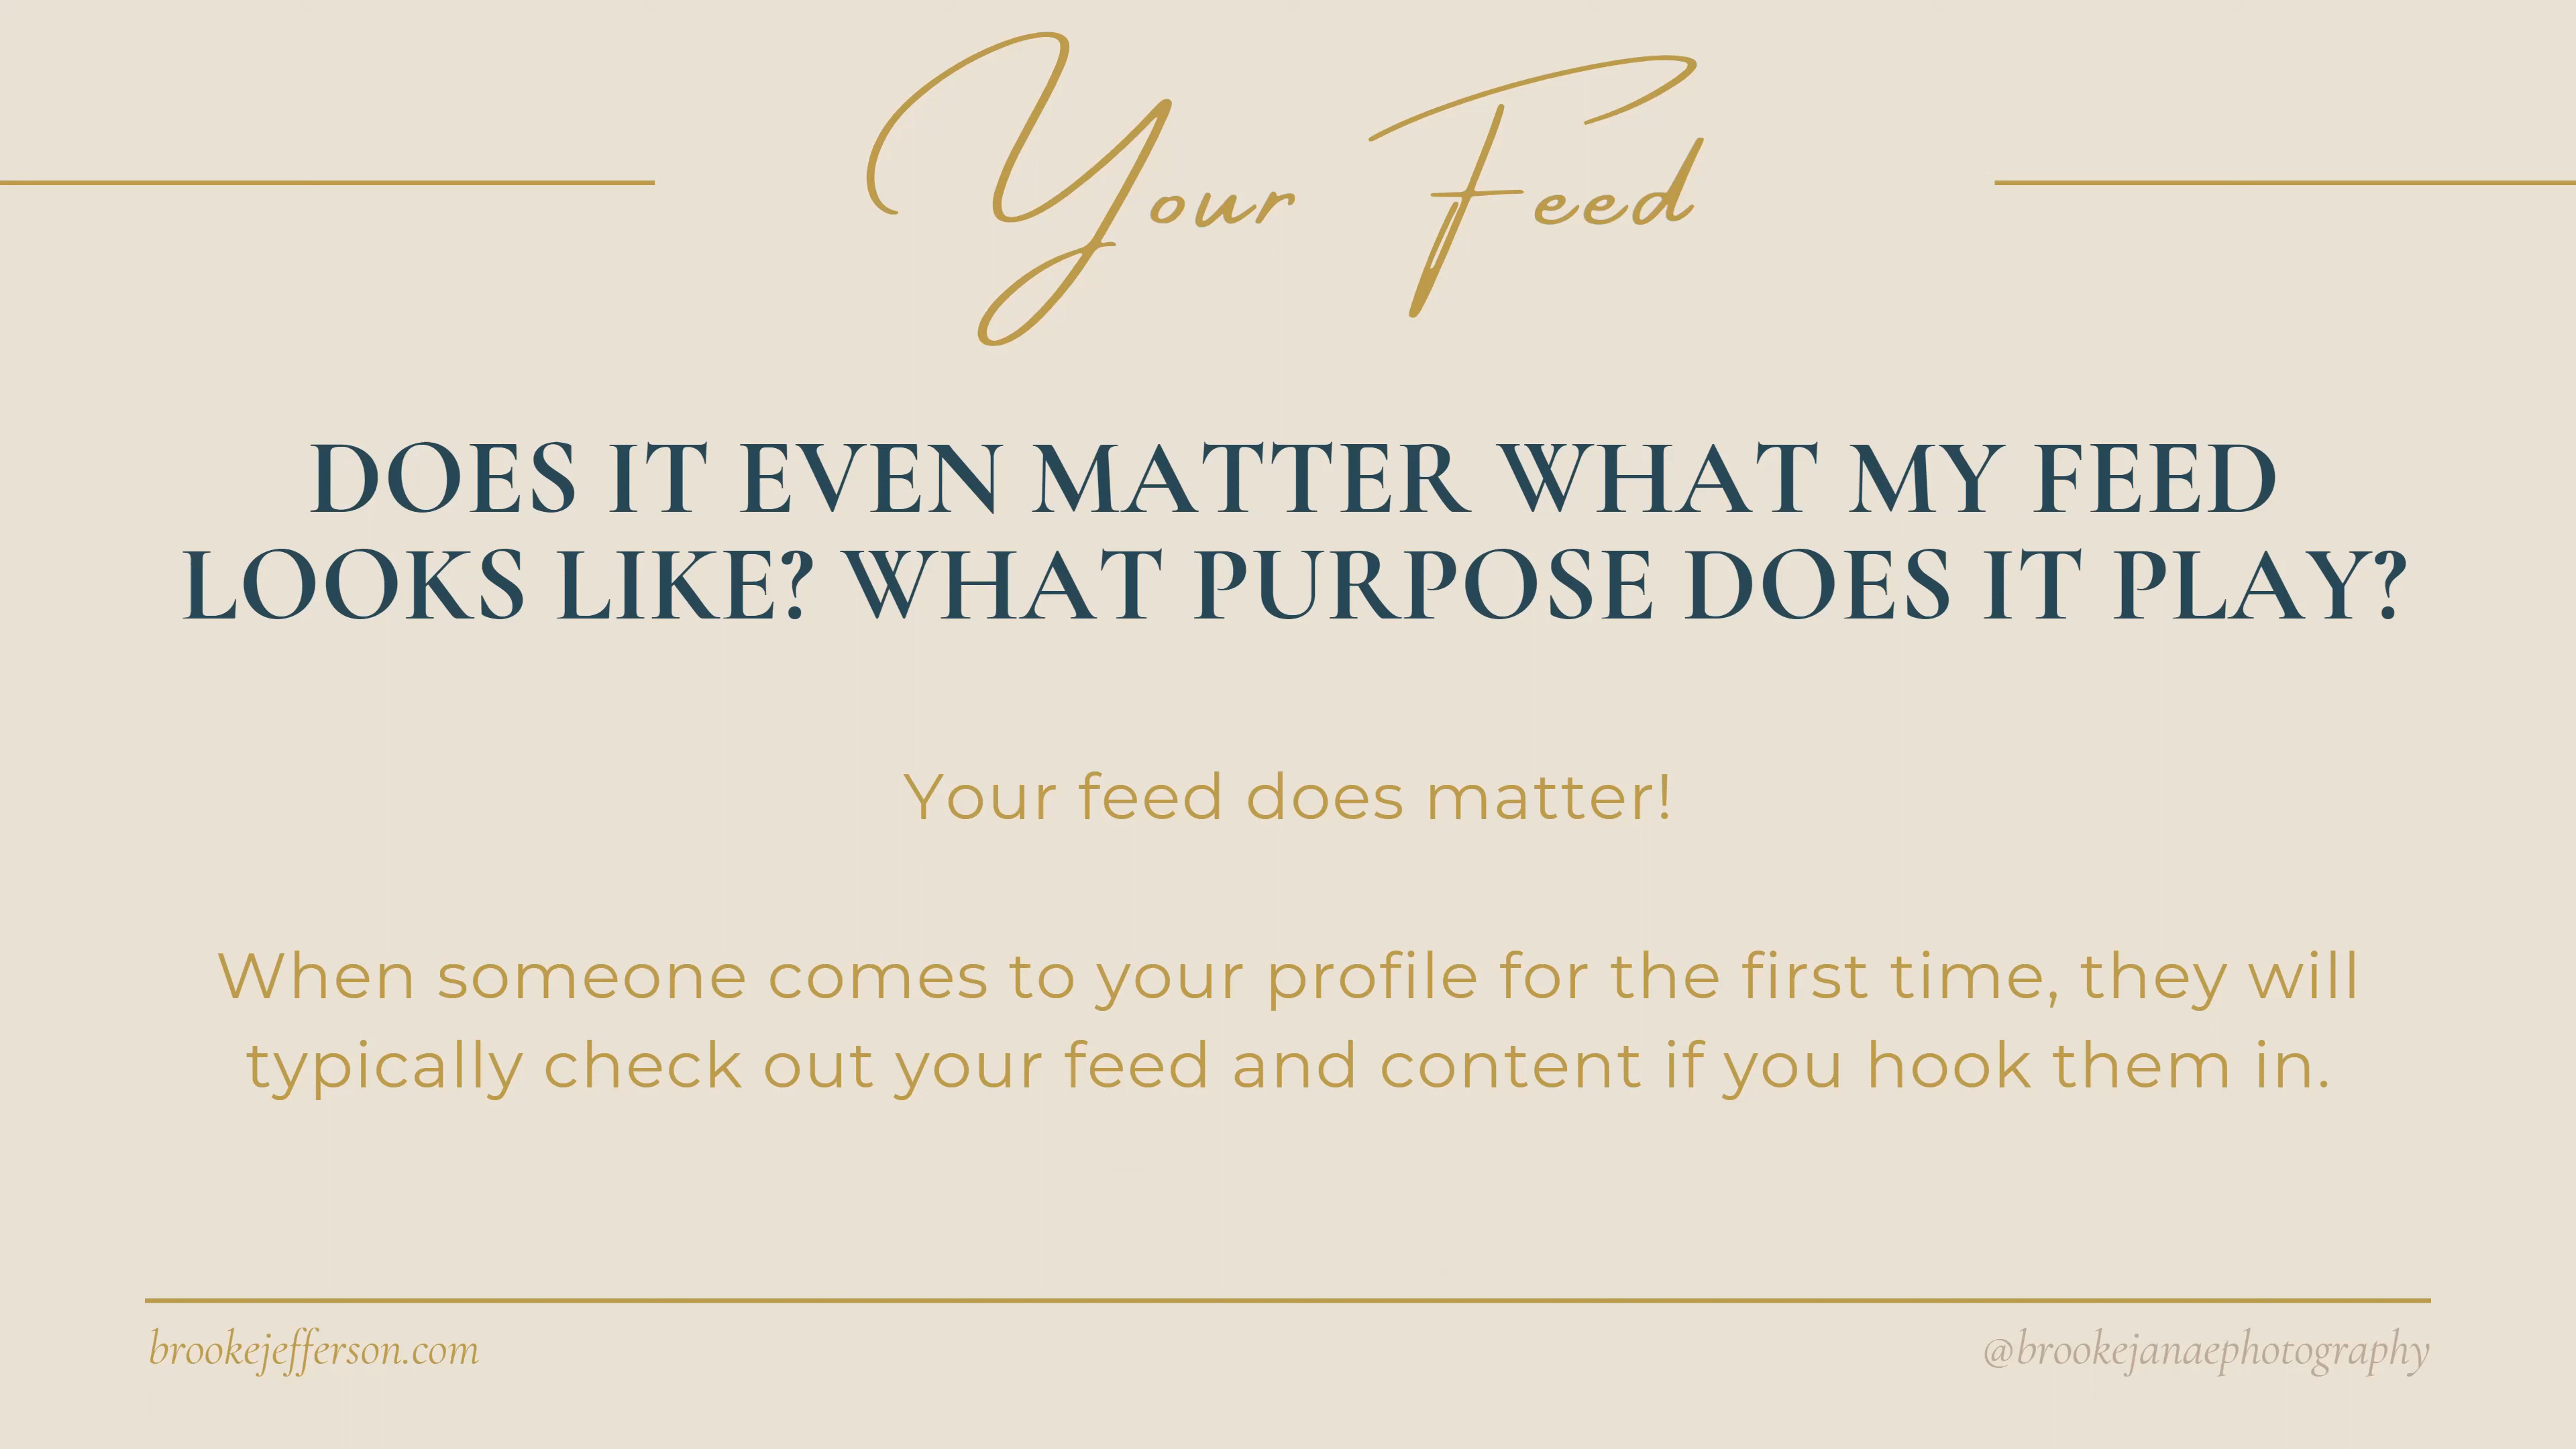 Your Feed
DOES IT EVEN MATTER WHAT MY FEED
LOOKS LIKE? WHAT PURPOSE DOES IT PLAY?
Your feed does matter!
When someone comes to your profile for the first time, they will
typically check out your feed and content if you hook them in.
brookejefferson.com
@brookejanaephotography